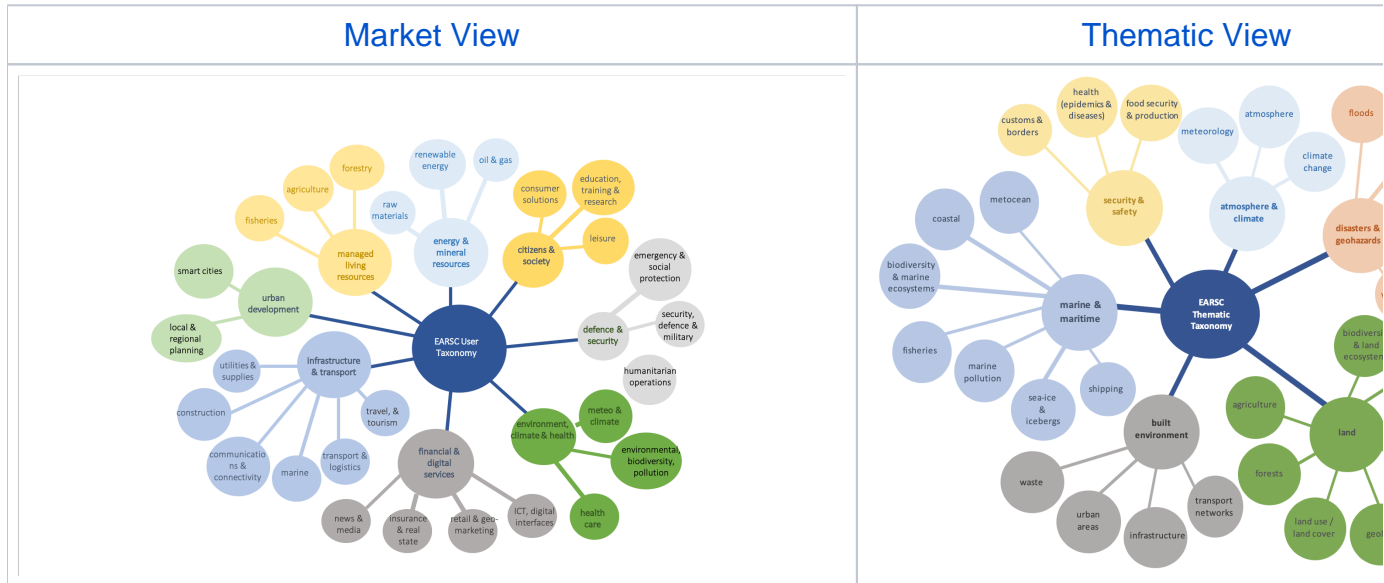 Market View
Thematic View
renewable
energy
oil & gas
forestry
agriculture
fisheries
raw
materials
consumer
solutions
education,
training &
research
leisure
managed
living
resources
energy &
mineral
resources
citizens &
society
emergency &
social
protection
smart cities
urban
development
local &
regional
planning
security,
defence &
military
defence &
security
EARSC User
Taxonomy
infrastructure
& transport
utilities &
supplies
humanitarian
operations
construction
travel, &
tourism
meteo &
climate
environment,
climate & health
communicatio
ns &
connectivity
marine
transport &
logistics
financial &
digital
services
environmental,
biodiversity,
pollution
news &
media
insurance
& real
state
retail & geo-
marketing
ICT, digital
interfaces
health
care
customs &
borders
health
(epidemics &
diseases)
food security
& production
meteorology
atmosphere
floods
climate
change
metocean
coastal
security &
safety
atmosphere &
climate
disasters &
geohazards
biodiversity
& marine
ecosystems
marine &
maritime
EARSC
Thematic
Taxonomy
fisheries
marine
pollution
sea-ice
&
icebergs
shipping
& land
agriculture
built
environment
land
forests
waste
urban
areas
infrastructure
transport
networks
land use /
land cover